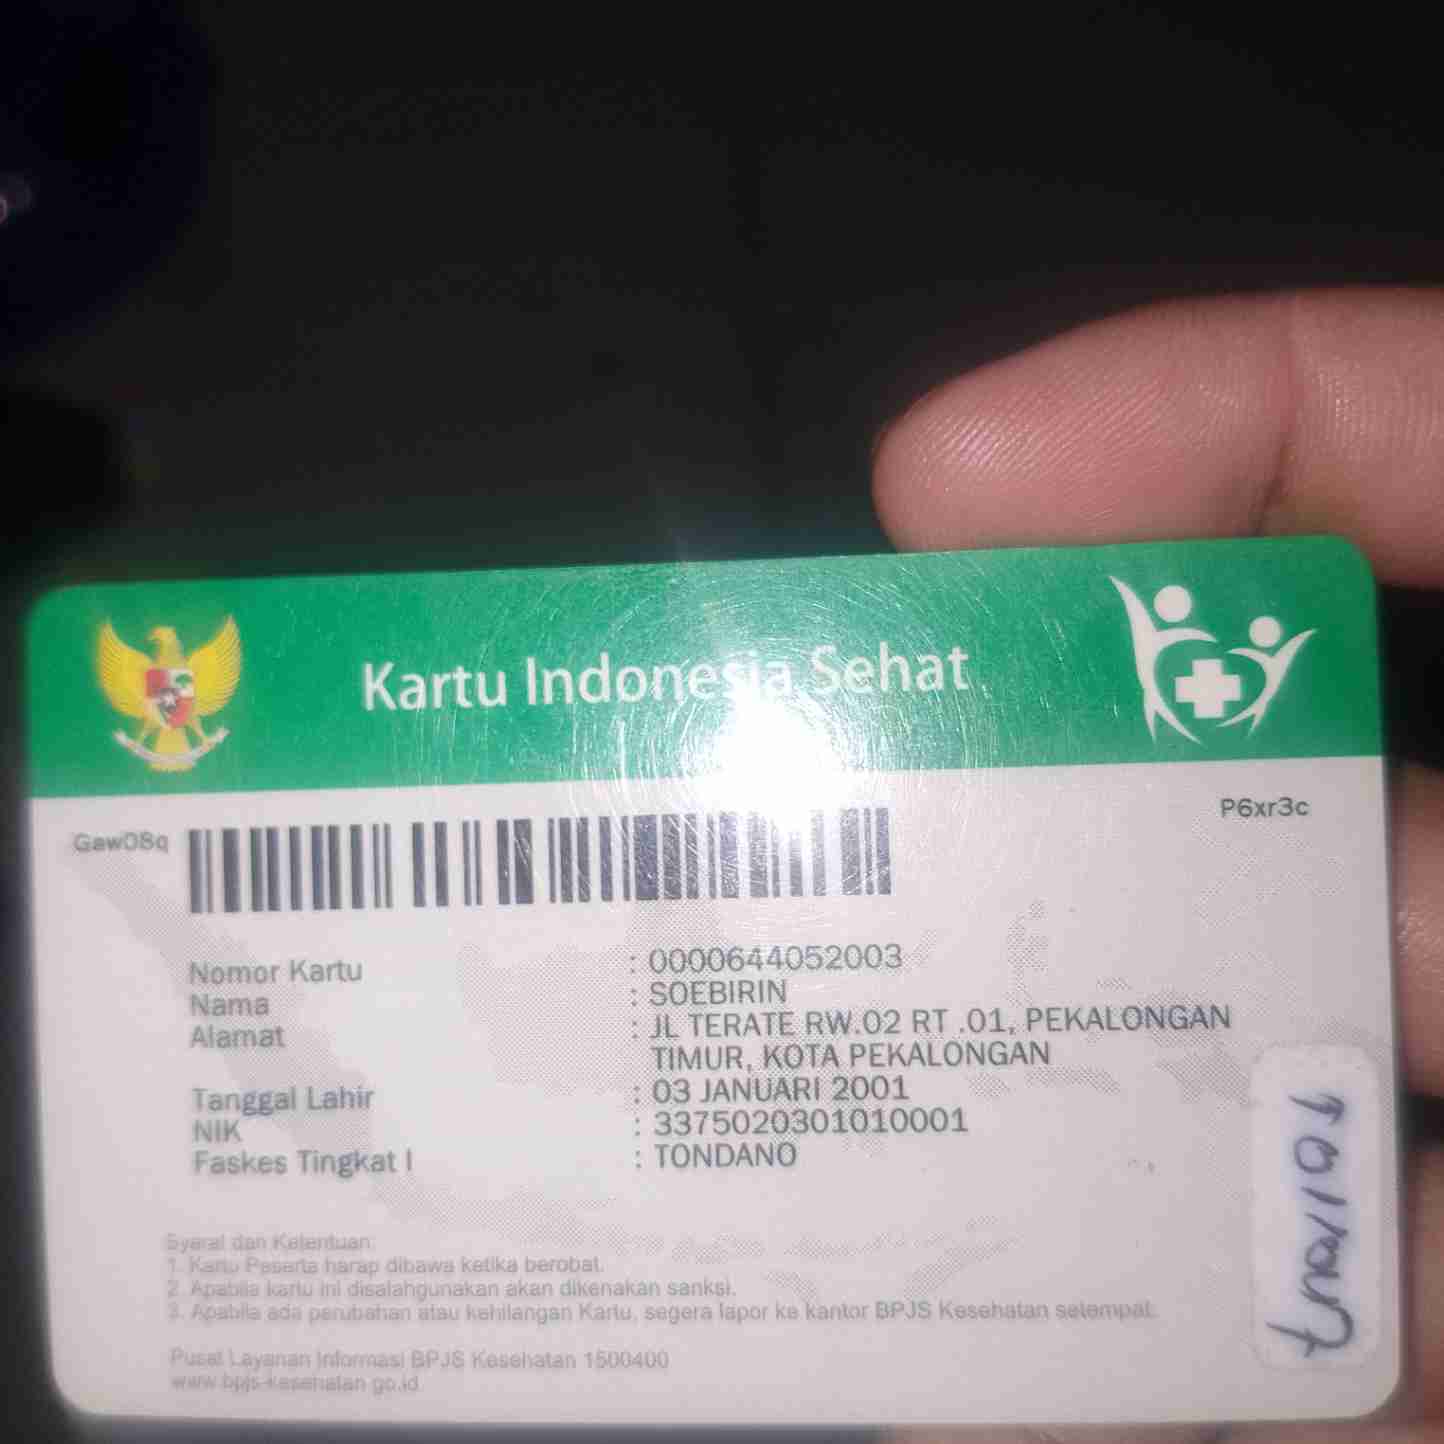 Kartu Indonesia Sehat
Gaw08q
P6xr3c
Nomor Kartu : 0000644052003
Nama : SOEBIRIN
Alamat : JL TERATE RW.02 RT .01, PEKALONGAN
TIMUR, KOTA PEKALONGAN
Tanggal Lahir : 03 JANUARI 2001
NIK : 3375020301010001
Faskes Tingkat I : TONDANO
Syarat dan Ketentuan:
1. Kartu Peserta harap dibawa ketika berobat.
2. Apabila kartu ini disalahgunakan akan dikenakan sanksi.
3. Apabila ada perubahan atau kehilangan Kartu, segera lapor ke kantor BPJS Kesehatan setempat.
Pusat Layanan Informasi BPJS Kesehatan 1500400
www.bpjs-kesehatan.go.id